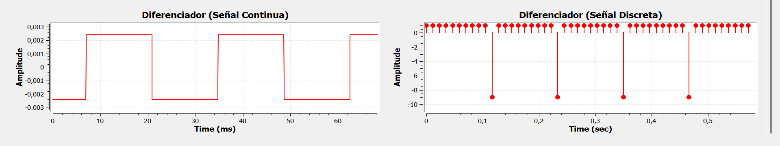 Diferenciador (Señal Continua)
Amplitude
0,003
0,002
0,001
0
-0,001
-0,002
-0,003
0 10 20 30 40 50 60
Time (ms)
Diferenciador (Señal Discreta)
Amplitude
0
-2
-4
-6
-8
-10
0 0,1 0,2 0,3 0,4 0,5
Time (sec)